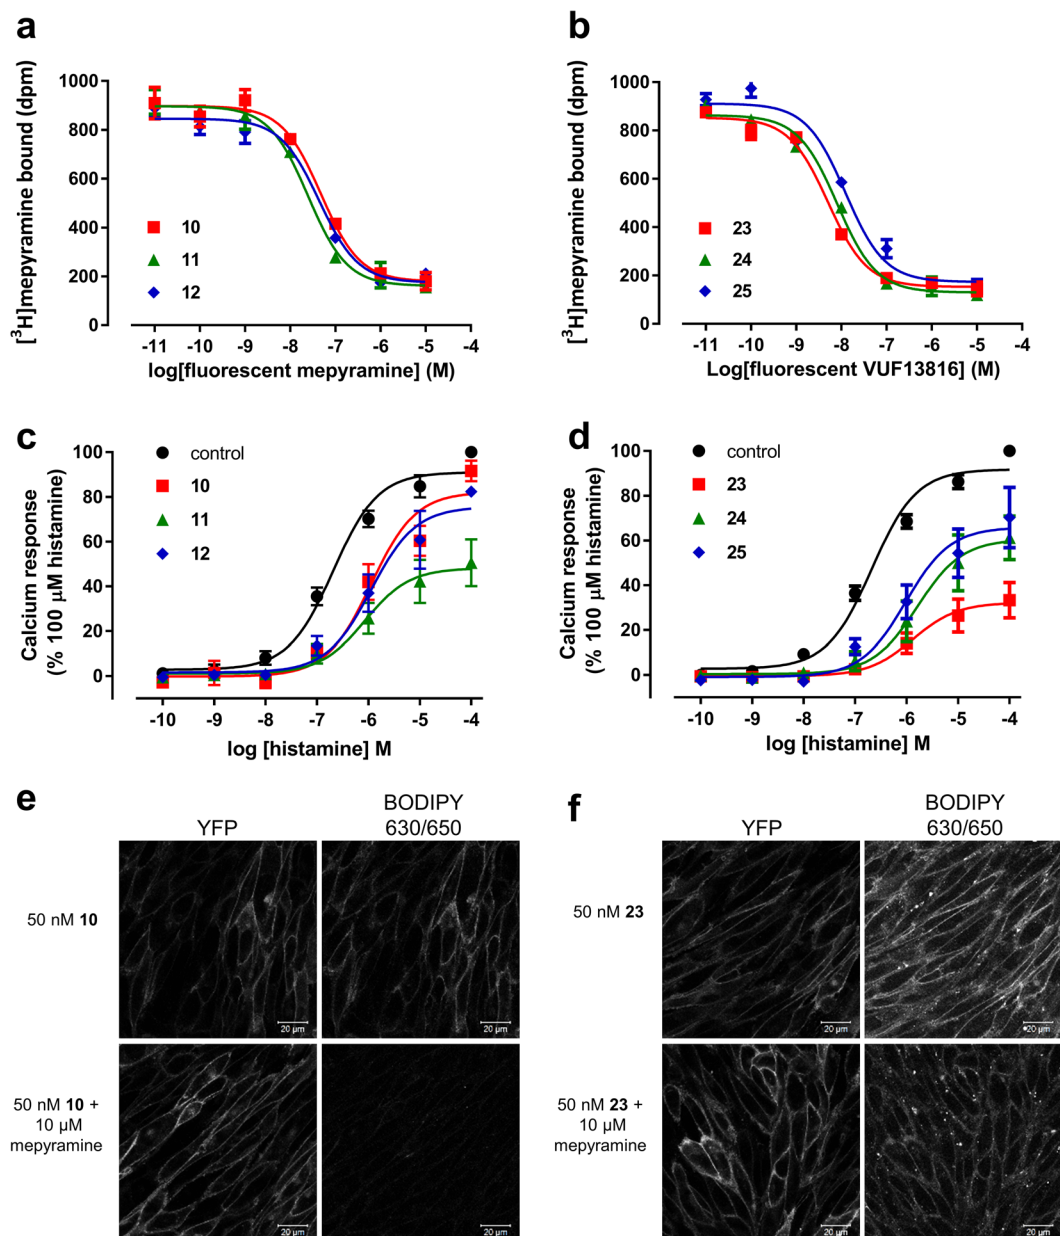 a
[³H]mepyramine bound (dpm)
1000
800
600
400
200
0
10
11
12
-11 -10 -9 -8 -7 -6 -5 -4
log[fluorescent mepyramine] (M)
b
[³H]mepyramine bound (dpm)
1000
800
600
400
200
0
23
24
25
-11 -10 -9 -8 -7 -6 -5 -4
Log[fluorescent VUF13816] (M)
c
Calcium response
(% 100 µM histamine)
100
80
60
40
20
0
control
10
11
12
-10 -9 -8 -7 -6 -5 -4
log [histamine] M
d
Calcium response
(% 100 µM histamine)
100
80
60
40
20
0
control
23
24
25
-10 -9 -8 -7 -6 -5 -4
log [histamine] M
e
YFP
BODIPY
630/650
50 nM 10
20 µm
20 µm
50 nM 10 +
10 µM
mepyramine
20 µm
20 µm
f
YFP
BODIPY
630/650
50 nM 23
20 µm
20 µm
50 nM 23 +
10 µM
mepyramine
20 µm
20 µm